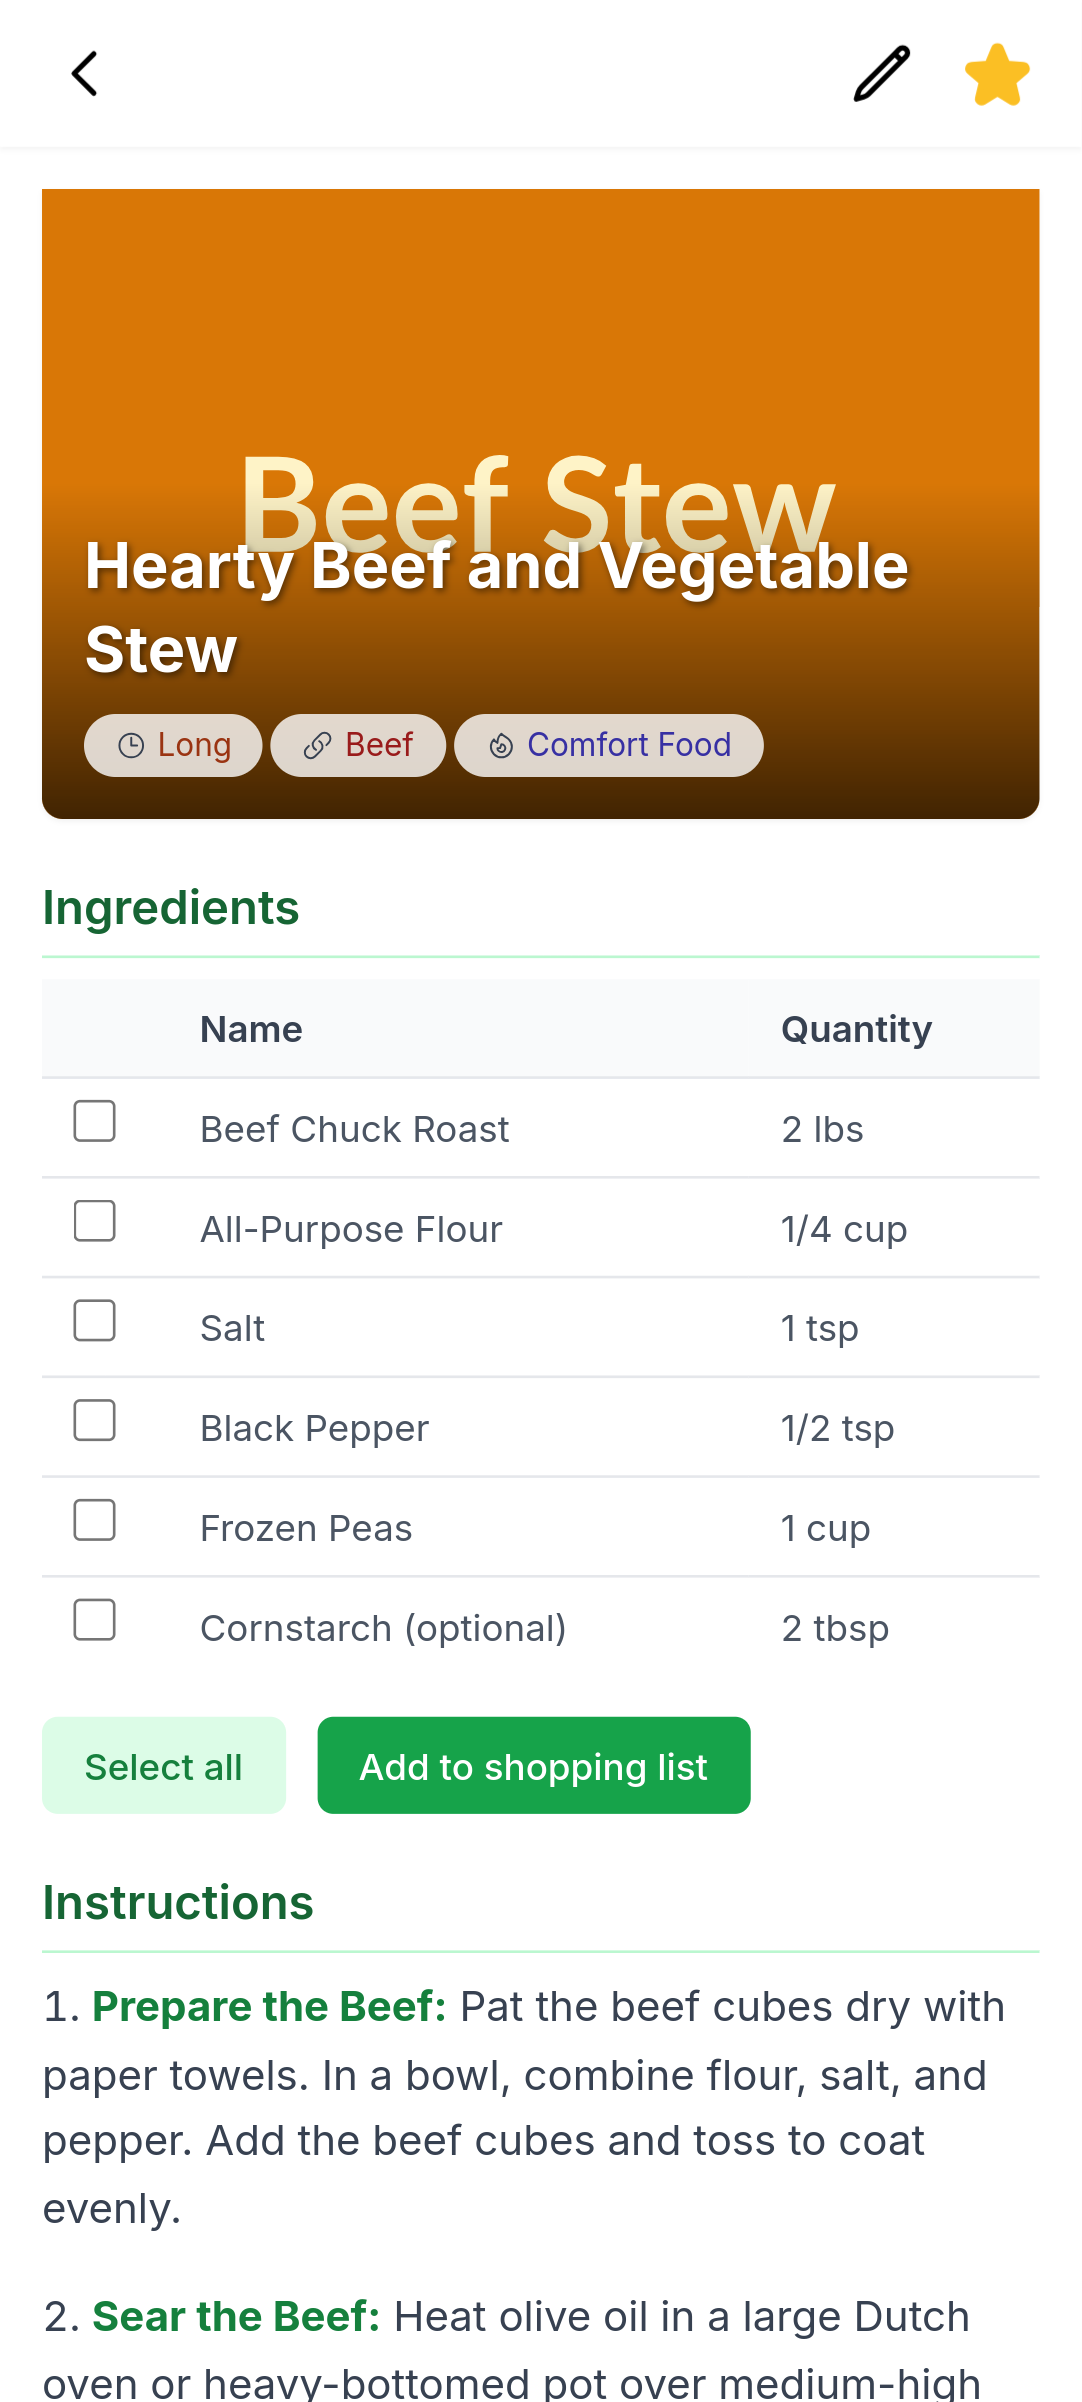 Beef Stew
Hearty Beef and Vegetable
Stew
Long Beef Comfort Food
Ingredients
Name Quantity
Beef Chuck Roast 2 lbs
All-Purpose Flour 1/4 cup
Salt 1 tsp
Black Pepper 1/2 tsp
Frozen Peas 1 cup
Cornstarch (optional) 2 tbsp
Select all Add to shopping list
Instructions
1. Prepare the Beef: Pat the beef cubes dry with
paper towels. In a bowl, combine flour, salt, and
pepper. Add the beef cubes and toss to coat
evenly.
2. Sear the Beef: Heat olive oil in a large Dutch
oven or heavy-bottomed pot over medium-high